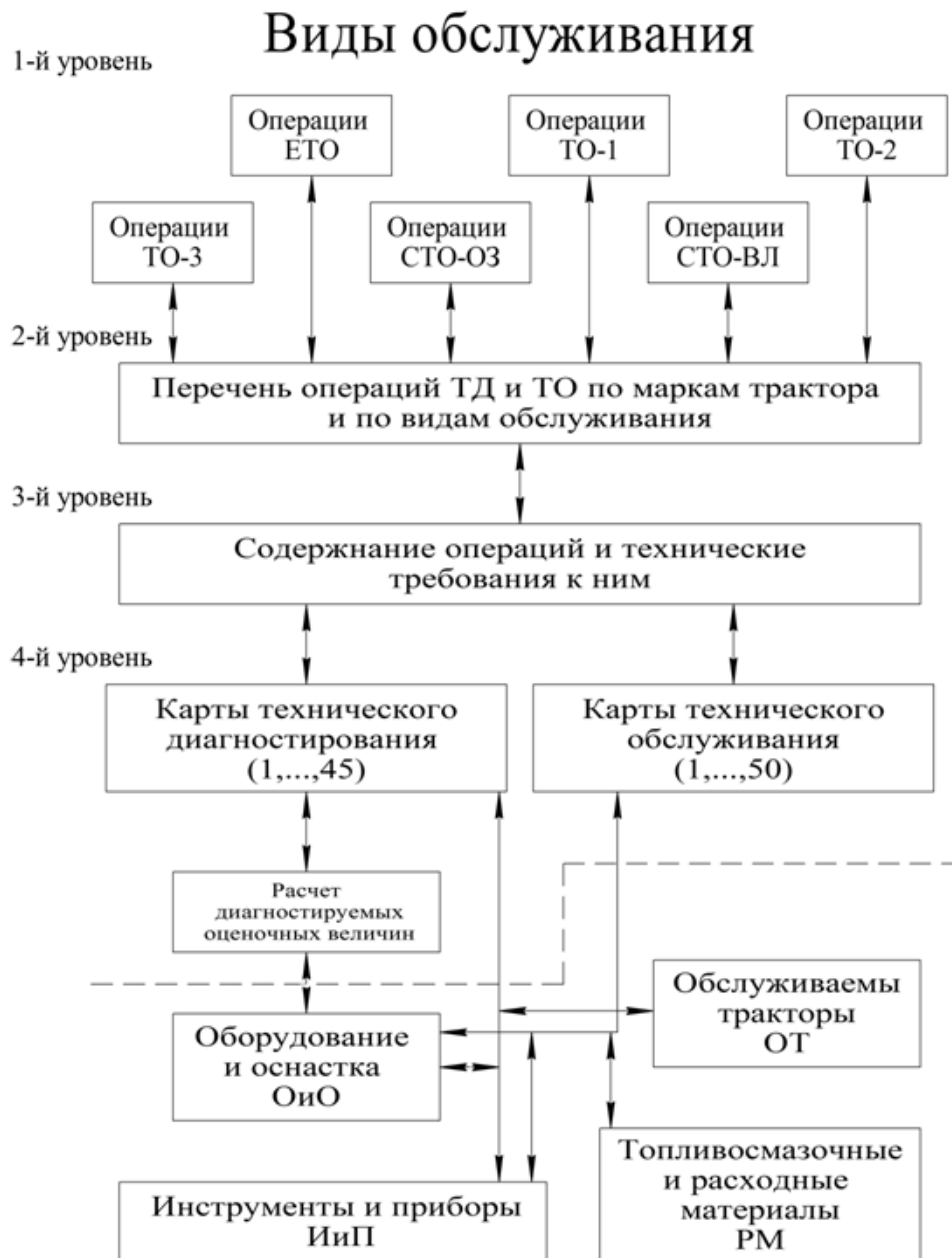 Виды обслуживания
1-й уровень
Операции
ЕТО
Операции
ТО-1
Операции
ТО-2
Операции
ТО-3
Операции
СТО-ОЗ
Операции
СТО-ВЛ
2-й уровень
Перечень операций ТД и ТО по маркам трактора
и по видам обслуживания
3-й уровень
Содержнание операций и технические
требования к ним
4-й уровень
Карты технического
диагностирования
(1,...,45)
Карты технического
обслуживания
(1,...,50)
Расчет
диагностируемых
оценочных величин
Обслуживаемы
тракторы
ОТ
Оборудование
и оснастка
ОиО
Топливосмазочные
и расходные
материалы
РМ
Инструменты и приборы
ИиП